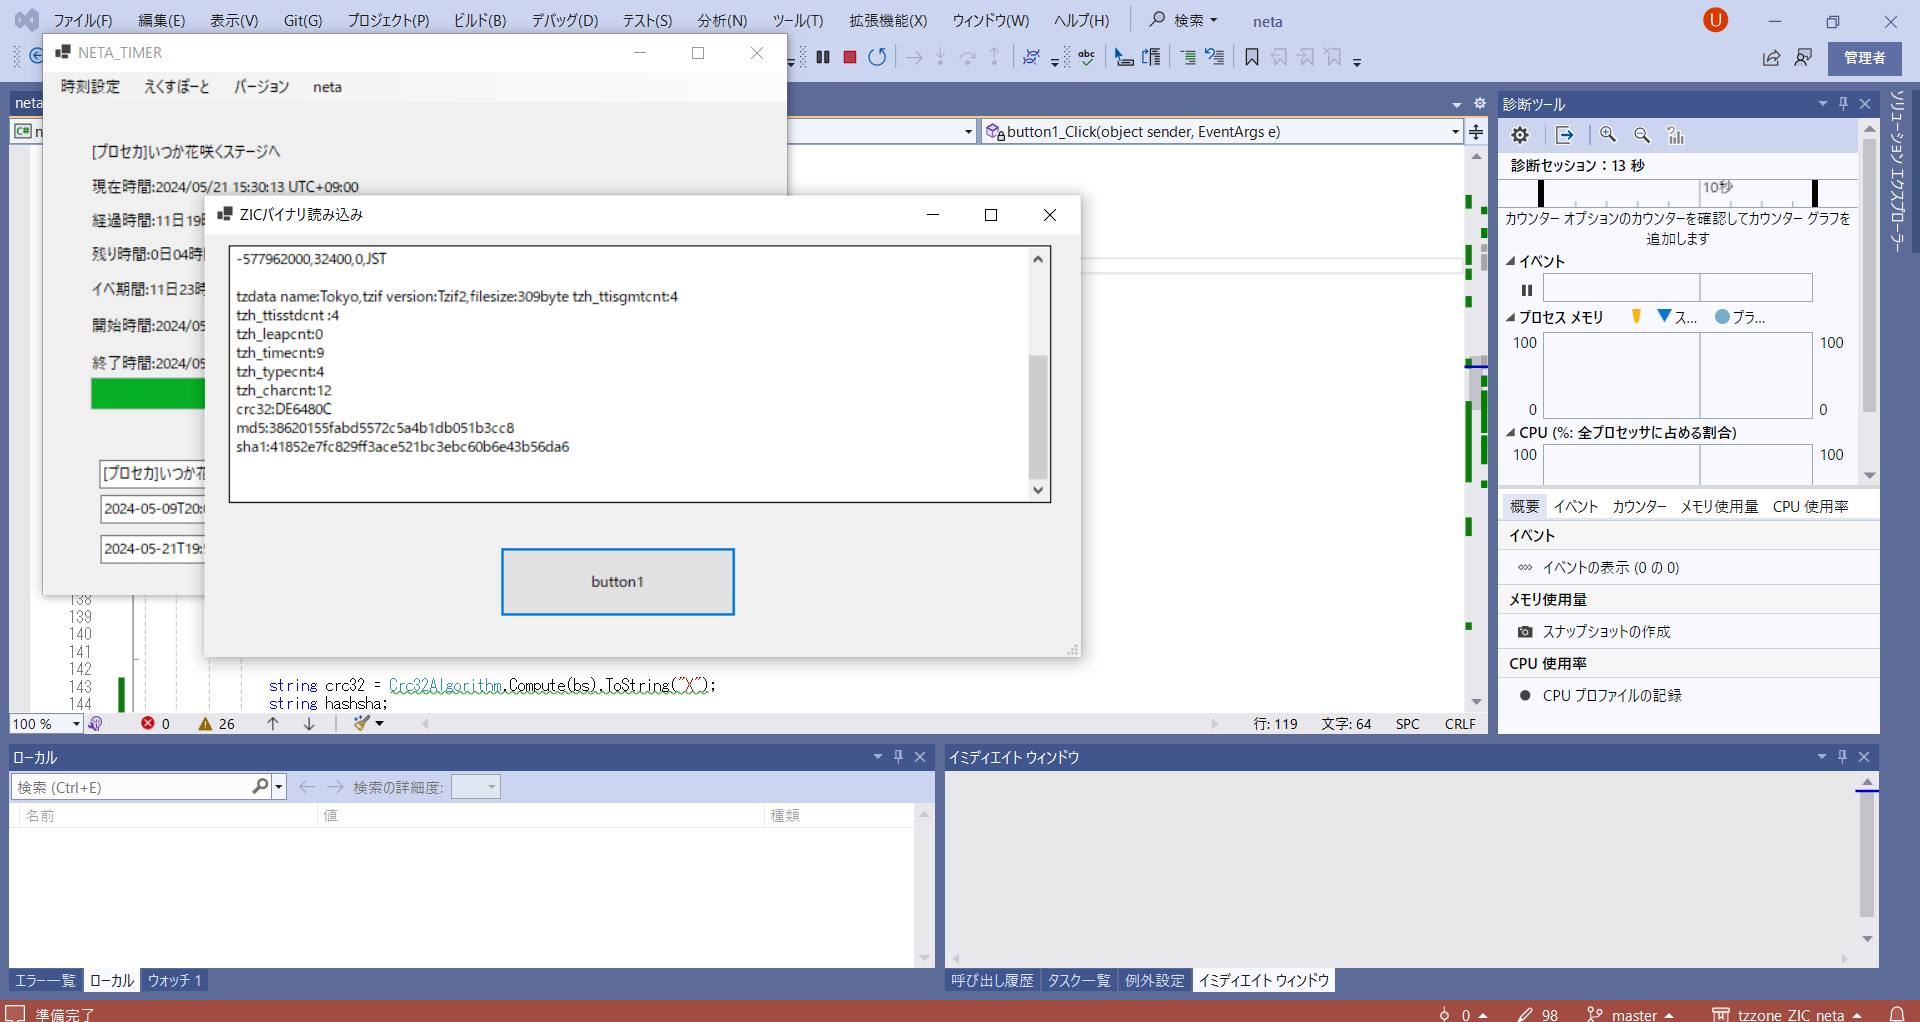 ファイル(F) 編集(E) 表示(V) Git(G) プロジェクト(P) ビルド(B) デバッグ(D) テスト(S) 分析(N) ツール(T) 拡張機能(X) ウィンドウ(W) ヘルプ(H) 検索 neta U
管理者
NETA_TIMER
時刻設定 えくすぽーと バージョン neta
[プロセカ]いつか花咲くステージへ
現在時間:2024/05/21 15:30:13 UTC+09:00
経過時間:11日19時
残り時間:0日04時
イベ期間:11日23時
開始時間:2024/05
終了時間:2024/05
[プロセカ]いつか花
2024-05-09T20:
2024-05-21T19:
neta
C# n
button1_Click(object sender, EventArgs e)
ZICバイナリ読み込み
-577962000,32400,0,JST
tzdata name:Tokyo,tzif version:Tzif2,filesize:309byte tzh_ttisgmtcnt:4
tzh_ttisstdcnt :4
tzh_leapcnt:0
tzh_timecnt:9
tzh_typecnt:4
tzh_charcnt:12
crc32:DE6480C
md5:38620155fabd5572c5a4b1db051b3cc8
sha1:41852e7fc829ff3ace521bc3ebc60b6e43b56da6
button1
138
139
140
141
142
143 string crc32 = Crc32Algorithm.Compute(bs).ToString("X");
144 string hashsha;
100 % 0 26 行: 119 文字: 64 SPC CRLF
診断ツール
診断セッション：13 秒
10秒
カウンター オプションのカウンターを確認してカウンター グラフを
追加します
イベント
プロセス メモリ ス... プラ...
100 100
0 0
CPU (%: 全プロセッサに占める割合)
100 100
概要 イベント カウンター メモリ使用量 CPU 使用率
イベント
イベントの表示 (0 の 0)
メモリ使用量
スナップショットの作成
CPU 使用率
CPU プロファイルの記録
ソリューション エクスプローラー
ローカル
検索 (Ctrl+E) 検索の詳細度:
名前 値 種類
エラー一覧 ローカル ウォッチ 1
イミディエイト ウィンドウ
呼び出し履歴 タスク一覧 例外設定 イミディエイト ウィンドウ
準備完了 0 98 master tzzone_ZIC_neta